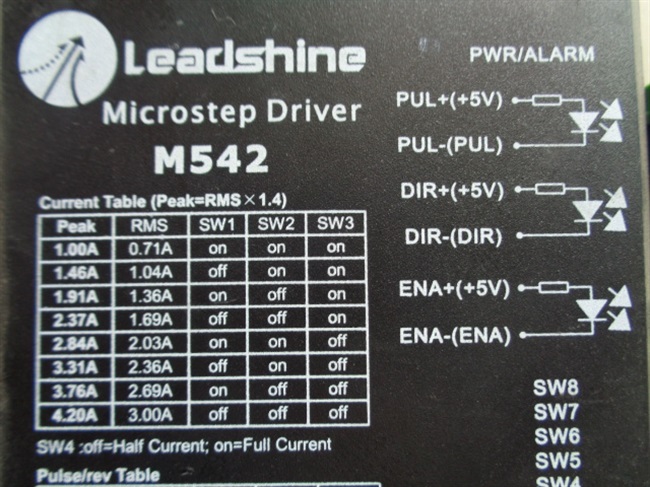 Leadshine
Microstep Driver
M542
Current Table (Peak=RMS×1.4)
Peak RMS SW1 SW2 SW3
1.00A 0.71A on on on
1.46A 1.04A off on on
1.91A 1.36A on off on
2.37A 1.69A off off on
2.84A 2.03A on on off
3.31A 2.36A off on off
3.76A 2.69A on off off
4.20A 3.00A off off off
SW4 :off=Half Current; on=Full Current
Pulse/rev Table
PWR/ALARM
PUL+(+5V)
PUL-(PUL)
DIR+(+5V)
DIR-(DIR)
ENA+(+5V)
ENA-(ENA)
SW8
SW7
SW6
SW5
SW4